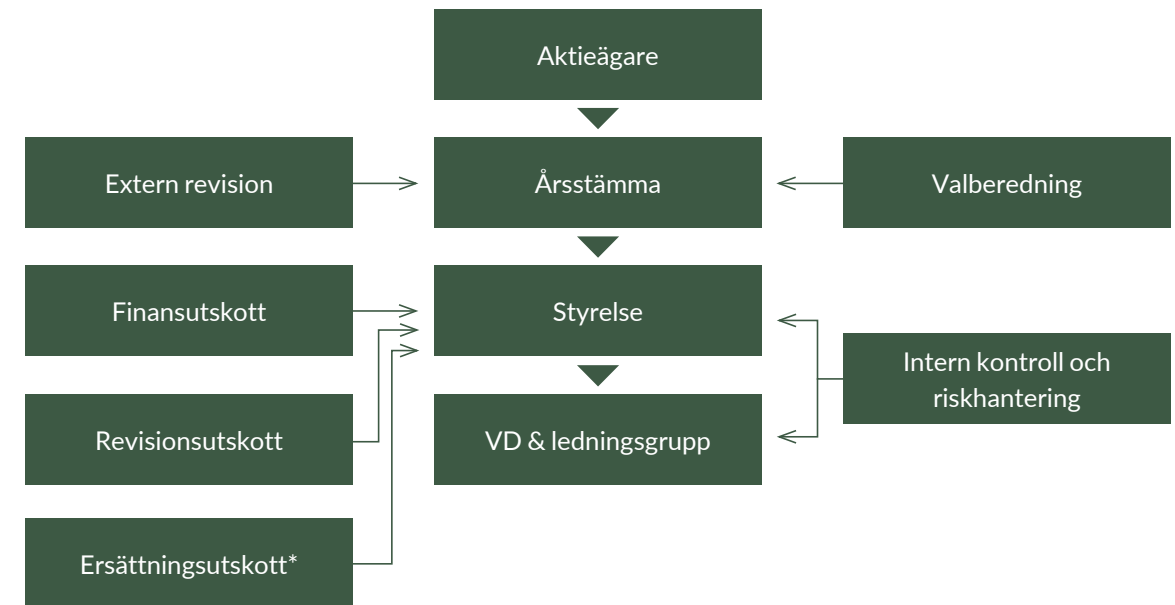 Aktieägare
Extern revision
Årsstämma
Valberedning
Finansutskott
Styrelse
Intern kontroll och
riskhantering
Revisionsutskott
VD & ledningsgrupp
Ersättningsutskott*